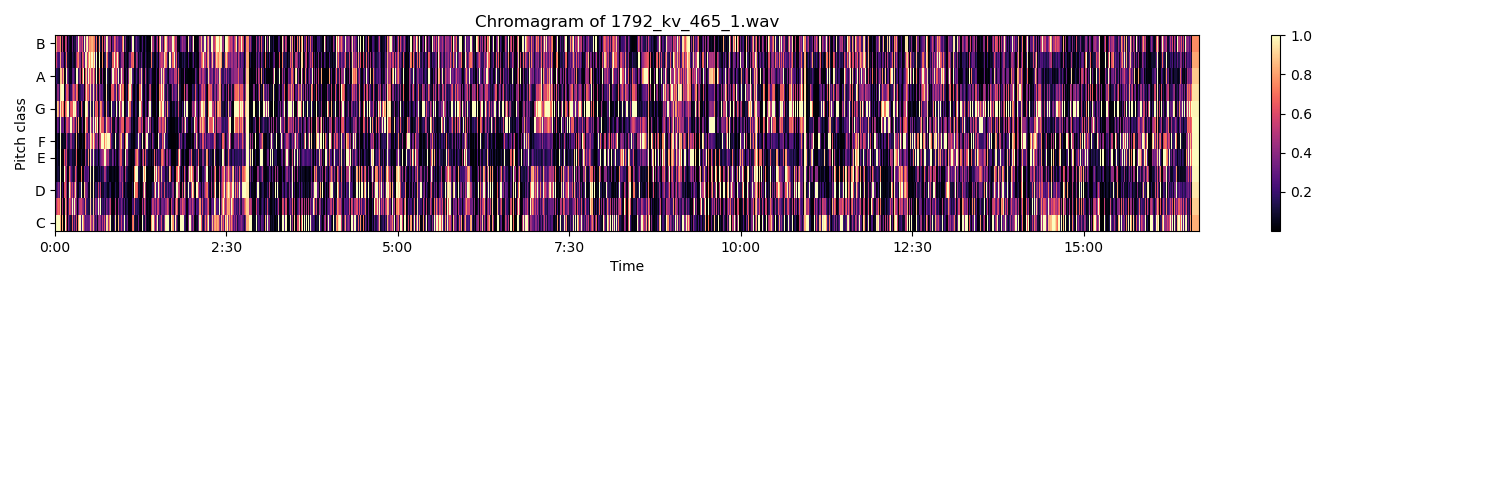 Chromagram of 1792_kv_465_1.wav
Pitch class
B
A
G
F
E
D
C
0:00 2:30 5:00 7:30 10:00 12:30 15:00
Time
1.0
0.8
0.6
0.4
0.2